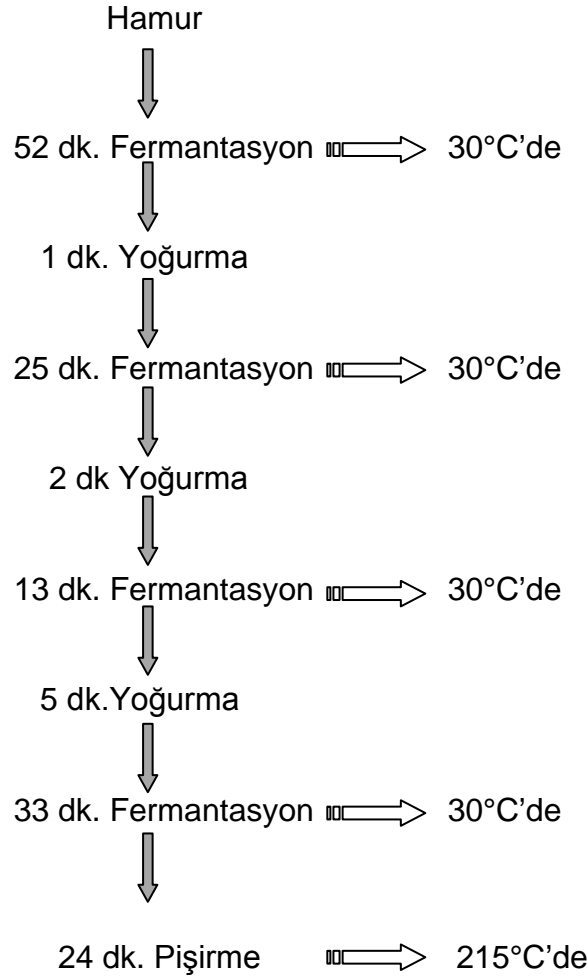 Hamur
52 dk. Fermantasyon 30°C’de
1 dk. Yoğurma
25 dk. Fermantasyon 30°C’de
2 dk Yoğurma
13 dk. Fermantasyon 30°C’de
5 dk.Yoğurma
33 dk. Fermantasyon 30°C’de
24 dk. Pişirme 215°C’de